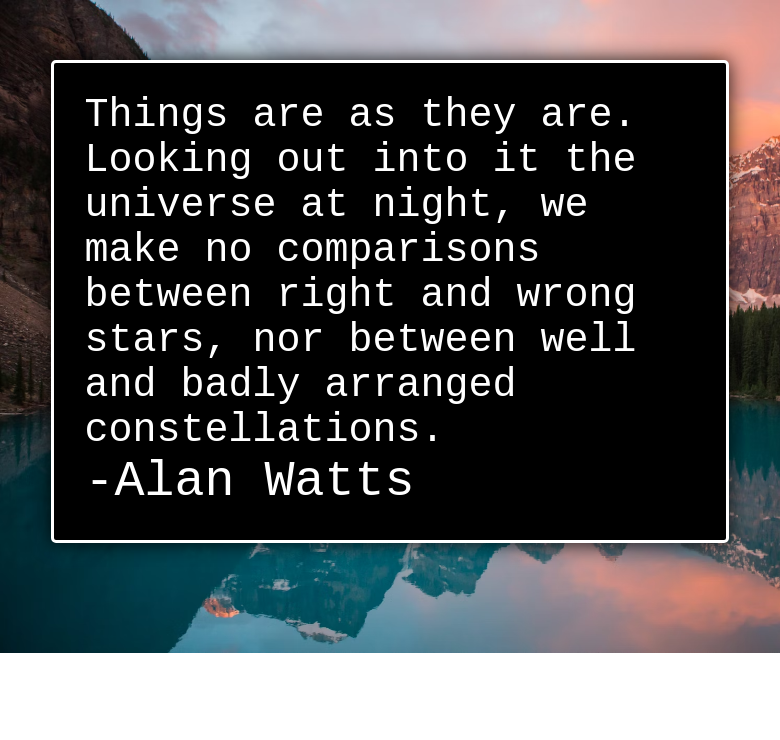 Things are as they are.
Looking out into it the
universe at night, we
make no comparisons
between right and wrong
stars, nor between well
and badly arranged
constellations.
-Alan Watts